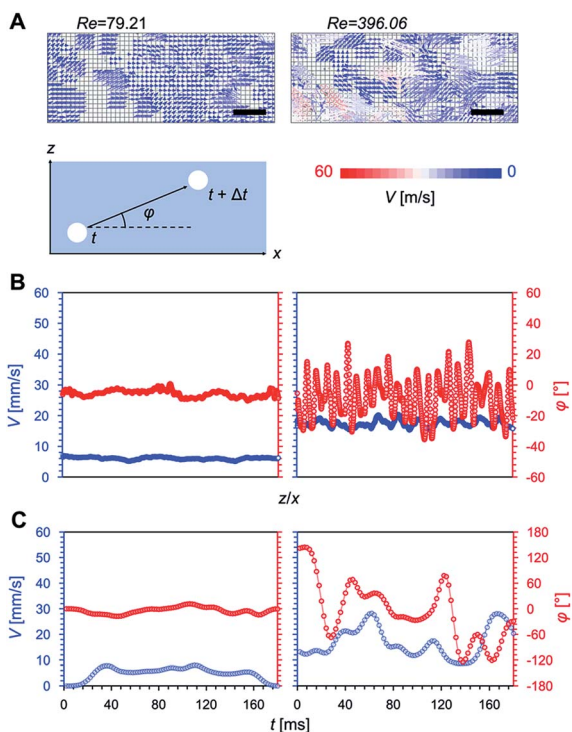 A
Re=79.21
Re=396.06
z
t + Δt
φ
t
x
60
0
V [m/s]
B
60
50
40
30
20
10
0
V [mm/s]
60
40
20
0
-20
-40
-60
φ [°]
z/x
C
60
50
40
30
20
10
0
V [mm/s]
180
120
60
0
-60
-120
-180
φ [°]
0 40 80 120 160
0 40 80 120 160
t [ms]